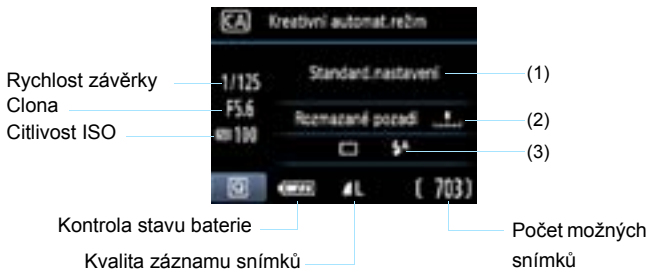 CA Kreativní automat.režim
Rychlost závěrky 1/125 Standard.nastavení (1)
Clona F5.6 Rozmazané pozadí (2)
Citlivost ISO ISO 100 (3)
L [ 703]
Kontrola stavu baterie
Počet možných
snímků
Kvalita záznamu snímků